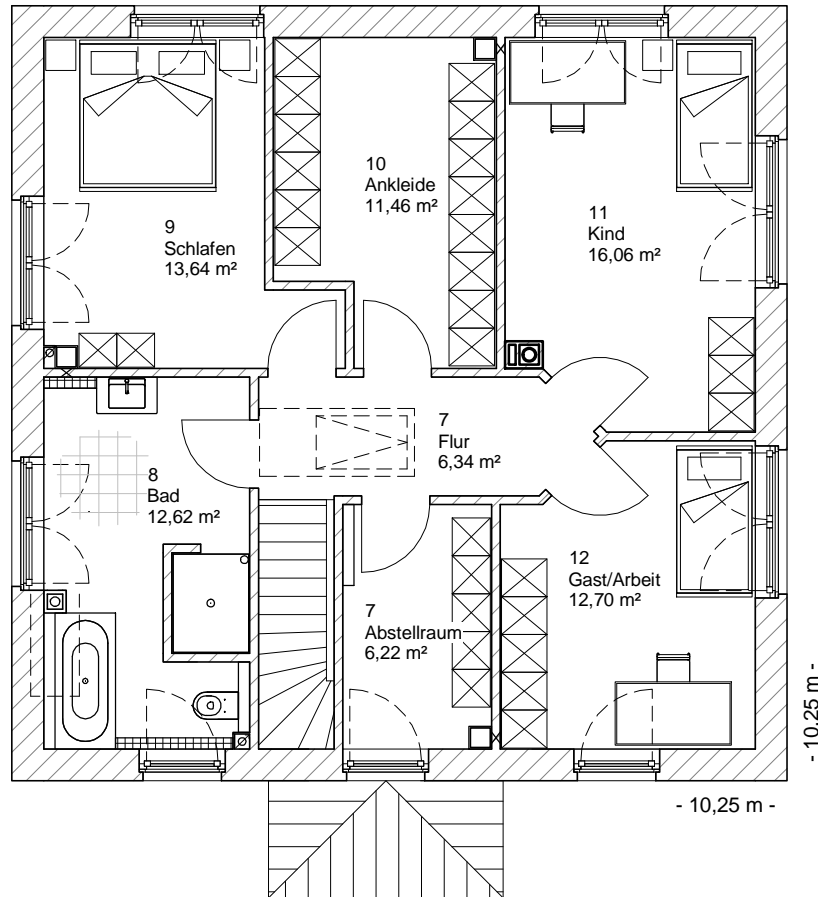 10
Ankleide
11,46 m²
9
Schlafen
13,64 m²
11
Kind
16,06 m²
7
Flur
6,34 m²
8
Bad
12,62 m²
12
Gast/Arbeit
12,70 m²
7
Abstellraum
6,22 m²
- 10,25 m -
- 10,25 m -